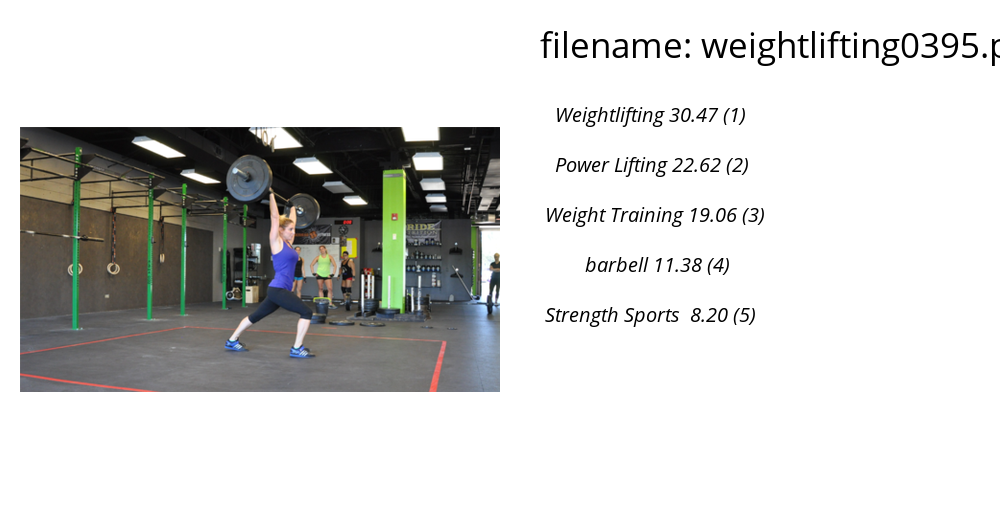 filename: weightlifting0395.p
Weightlifting 30.47 (1)
Power Lifting 22.62 (2)
Weight Training 19.06 (3)
barbell 11.38 (4)
Strength Sports 8.20 (5)
RIDE